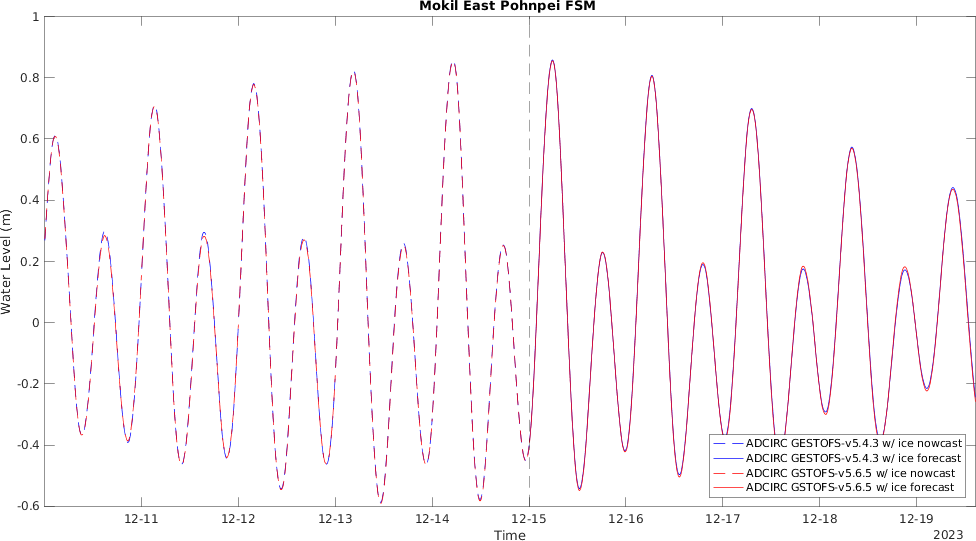 Mokil East Pohnpei FSM
1
0.8
0.6
0.4
0.2
0
-0.2
-0.4
-0.6
Water Level (m)
ADCIRC GESTOFS-v5.4.3 w/ ice nowcast
ADCIRC GESTOFS-v5.4.3 w/ ice forecast
ADCIRC GSTOFS-v5.6.5 w/ ice nowcast
ADCIRC GSTOFS-v5.6.5 w/ ice forecast
12-11 12-12 12-13 12-14 12-15 12-16 12-17 12-18 12-19
Time
2023